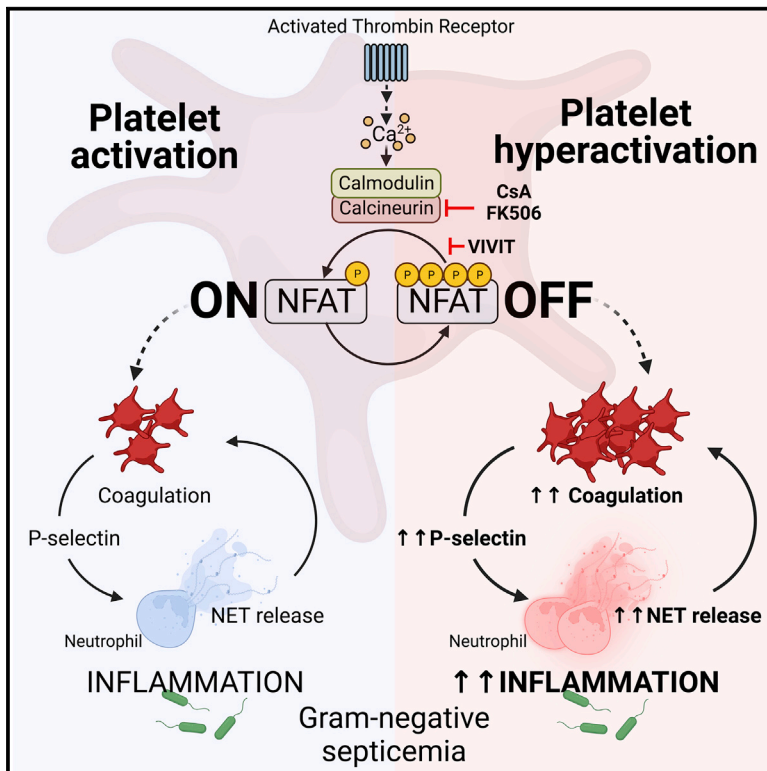 Activated Thrombin Receptor
Platelet
activation
Platelet
hyperactivation
Ca2+
Calmodulin
Calcineurin
CsA
FK506
VIVIT
P
P P P P
ON
NFAT
NFAT
OFF
Coagulation
P-selectin
NET release
Neutrophil
INFLAMMATION
↑↑ Coagulation
↑↑P-selectin
↑↑NET release
Neutrophil
↑↑INFLAMMATION
Gram-negative
septicemia